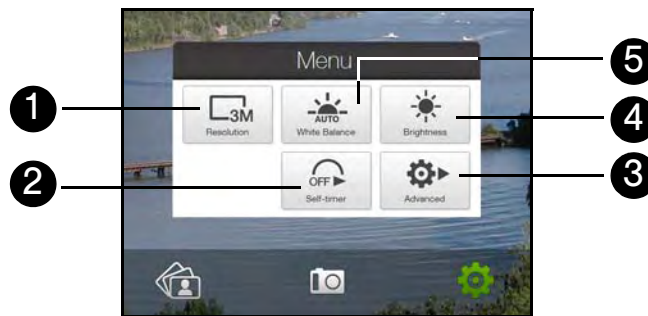 Menu
5
1
3M
Resolution
AUTO
White Balance
Brightness
4
2
OFF
Self-timer
Advanced
3